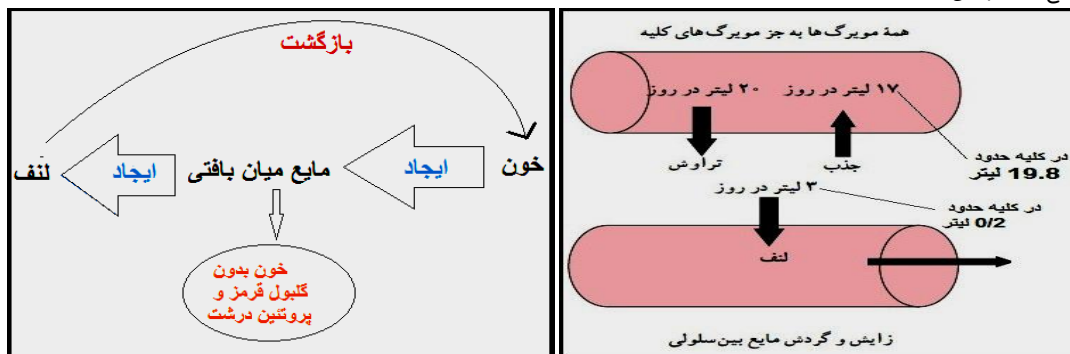 همهٔ مویرگ‌ها به جز مویرگ‌های کلیه
۱۷ لیتر در روز
۲۰ لیتر در روز
در کلیه حدود
19.8 لیتر
جذب
تراوش
۳ لیتر در روز
در کلیه حدود
0/2 لیتر
لنف
زایش و گردش مایع بین‌سلولی
بازگشت
خون
ایجاد
مایع میان بافتی
ایجاد
لنف
خون بدون
گلبول قرمز و
پروتئین درشت